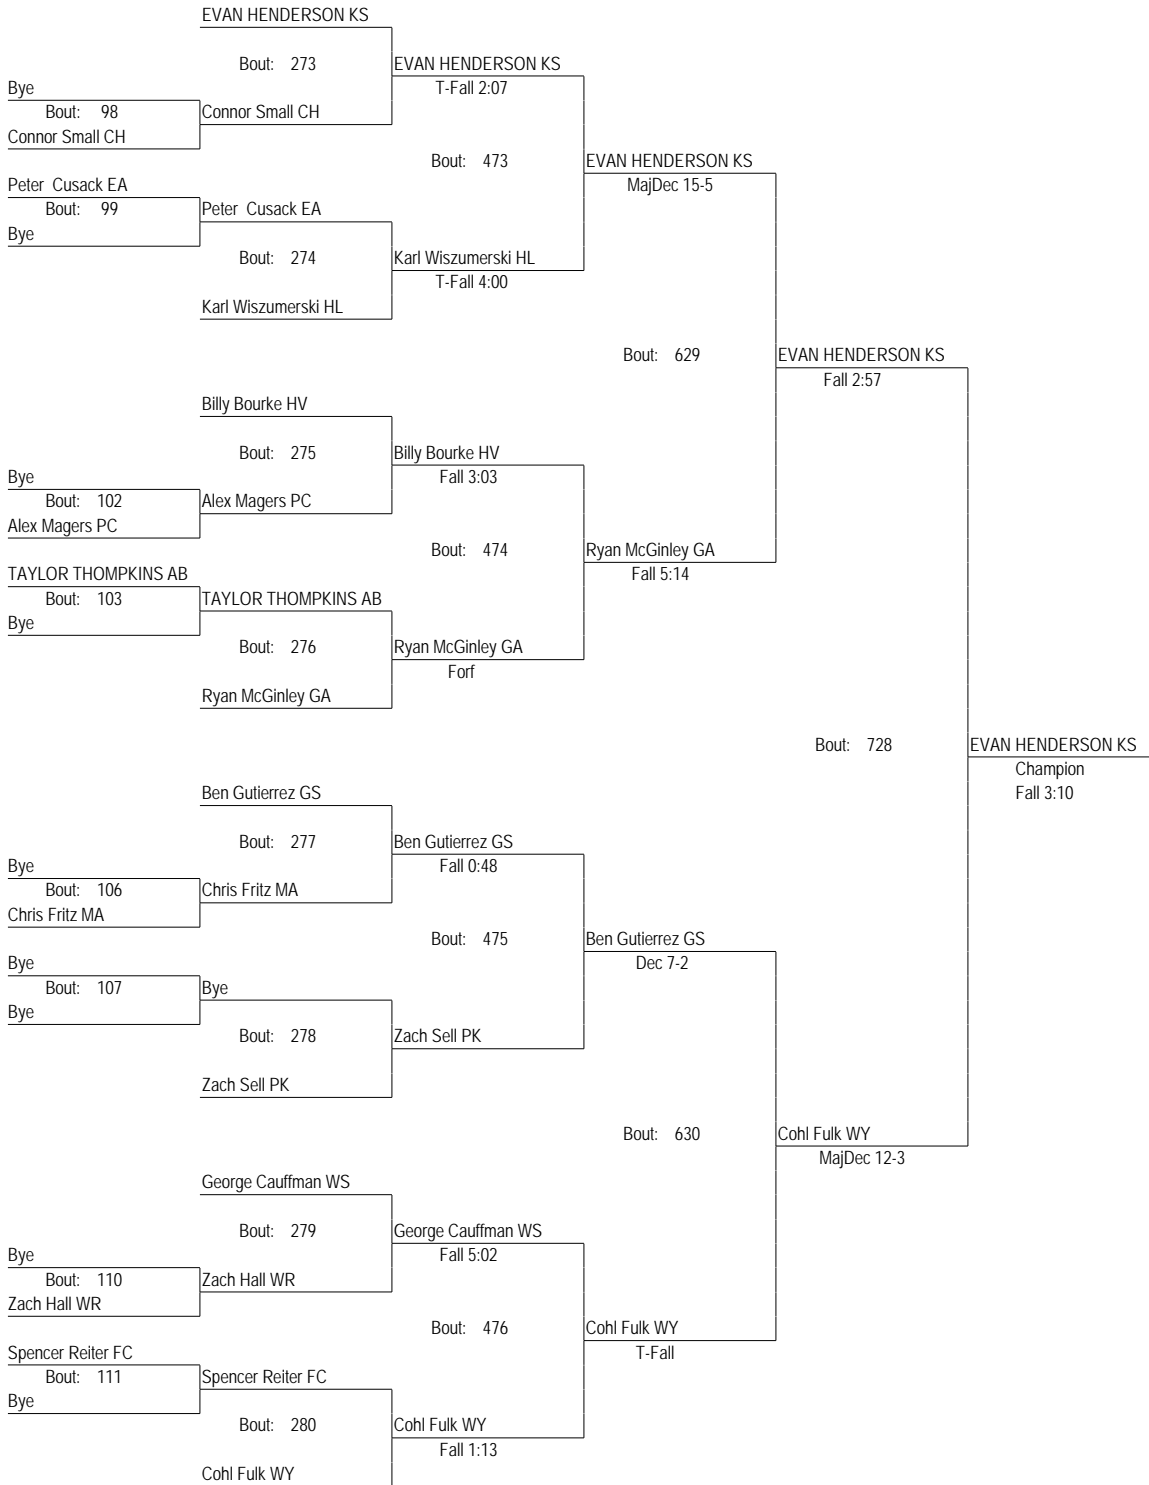 EVAN HENDERSON KS
Bout: 273
EVAN HENDERSON KS
Bye
T-Fall 2:07
Bout: 98
Connor Small CH
Connor Small CH
Bout: 473
EVAN HENDERSON KS
Peter Cusack EA
MajDec 15-5
Bout: 99
Peter Cusack EA
Bye
Bout: 274
Karl Wiszumerski HL
T-Fall 4:00
Karl Wiszumerski HL
Bout: 629
EVAN HENDERSON KS
Fall 2:57
Billy Bourke HV
Bout: 275
Billy Bourke HV
Bye
Fall 3:03
Bout: 102
Alex Magers PC
Alex Magers PC
Bout: 474
Ryan McGinley GA
TAYLOR THOMPKINS AB
Fall 5:14
Bout: 103
TAYLOR THOMPKINS AB
Bye
Bout: 276
Ryan McGinley GA
Forf
Ryan McGinley GA
Bout: 728
EVAN HENDERSON KS
Champion
Fall 3:10
Ben Gutierrez GS
Bout: 277
Ben Gutierrez GS
Bye
Fall 0:48
Bout: 106
Chris Fritz MA
Chris Fritz MA
Bout: 475
Ben Gutierrez GS
Bye
Dec 7-2
Bout: 107
Bye
Bye
Bout: 278
Zach Sell PK
Zach Sell PK
Bout: 630
Cohl Fulk WY
MajDec 12-3
George Cauffman WS
Bout: 279
George Cauffman WS
Bye
Fall 5:02
Bout: 110
Zach Hall WR
Zach Hall WR
Bout: 476
Cohl Fulk WY
Spencer Reiter FC
T-Fall
Bout: 111
Spencer Reiter FC
Bye
Bout: 280
Cohl Fulk WY
Fall 1:13
Cohl Fulk WY